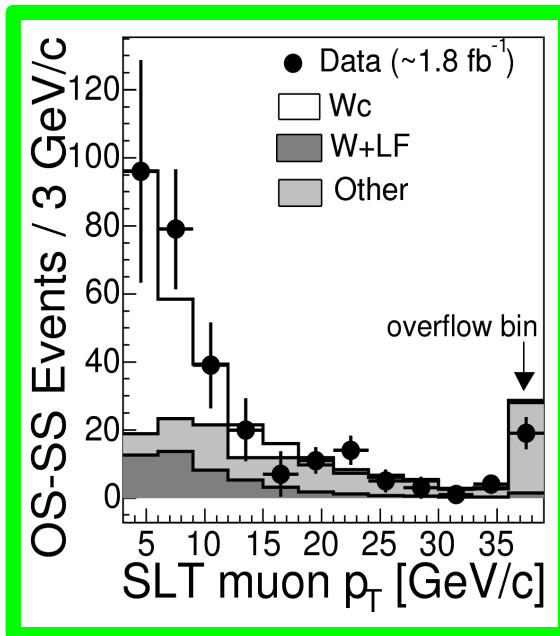 Data (~1.8 fb⁻¹)
Wc
W+LF
Other
overflow bin
OS-SS Events / 3 GeV/c
120
100
80
60
40
20
0
5 10 15 20 25 30 35
SLT muon p_T [GeV/c]